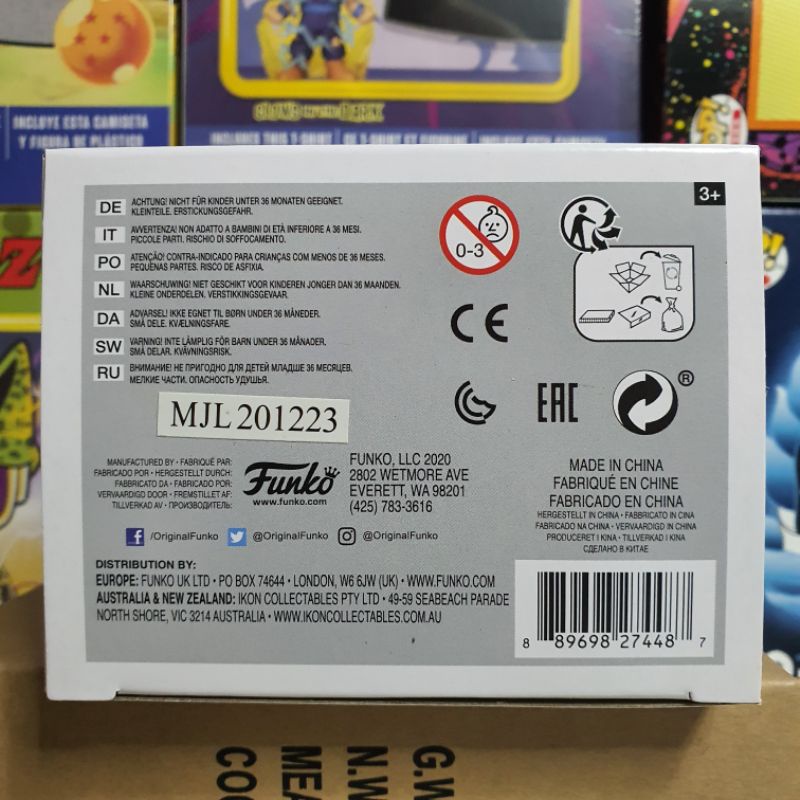 INCLUYE ESTA CAMISETA
Y FIGURA DE PLÁSTICO
3+
DE ACHTUNG! NICHT FÜR KINDER UNTER 36 MONATEN GEEIGNET.
KLEINTEILE. ERSTICKUNGSGEFAHR.
IT AVVERTENZA! NON ADATTO A BAMBINI DI ETÀ INFERIORE A 36 MESI.
PICCOLE PARTI. RISCHIO DI SOFFOCAMENTO.
PO ATENÇÃO! CONTRA-INDICADO PARA CRIANÇAS COM MENOS DE 36 MESES.
PEQUENAS PARTES. RISCO DE ASFIXIA.
NL WAARSCHUWING! NIET GESCHIKT VOOR KINDEREN JONGER DAN 36 MAANDEN.
KLEINE ONDERDELEN. VERSTIKKINGSGEVAAR.
DA ADVARSEL! IKKE EGNET TIL BØRN UNDER 36 MÅNEDER.
SMÅ DELE. KVÆLNINGSFARE.
SW VARNING! INTE LÄMPLIG FÖR BARN UNDER 36 MÅNADER.
SMÅ DELAR. KVÄVNINGSRISK.
RU ВНИМАНИЕ! НЕ ПРИГОДНО ДЛЯ ДЕТЕЙ МЛАДШЕ 36 МЕСЯЦЕВ.
МЕЛКИЕ ЧАСТИ. ОПАСНОСТЬ УДУШЬЯ.
0-3
CE
EAC
®
MJL 201223
MANUFACTURED BY • FABRIQUÉ PAR:
FABRICADO POR • HERGESTELLT DURCH:
FABBRICATO DA • FABRICADO POR:
VERVAARDIGD DOOR • FREMSTILLET AF:
TILLVERKAD AV • ПРОИЗВОДИТЕЛЬ:
Funko
www.funko.com
FUNKO, LLC 2020
2802 WETMORE AVE
EVERETT, WA 98201
(425) 783-3616
MADE IN CHINA
FABRIQUÉ EN CHINE
FABRICADO EN CHINA
HERGESTELLT IN CHINA • FABBRICATO IN CINA
FABRICADO NA CHINA • VERVAARDIGD IN CHINA
PRODUCERET I KINA • TILLVERKAD I KINA
СДЕЛАНО В КИТАЕ
/OriginalFunko @OriginalFunko @OriginalFunko
DISTRIBUTION BY:
EUROPE: FUNKO UK LTD • PO BOX 74644 • LONDON, W6 6JW (UK) • WWW.FUNKO.COM
AUSTRALIA & NEW ZEALAND: IKON COLLECTABLES PTY LTD • 49-59 SEABEACH PARADE
NORTH SHORE, VIC 3214 AUSTRALIA • WWW.IKONCOLLECTABLES.COM.AU
8 89698 27448 7
G.W
N.W
MEA
COO